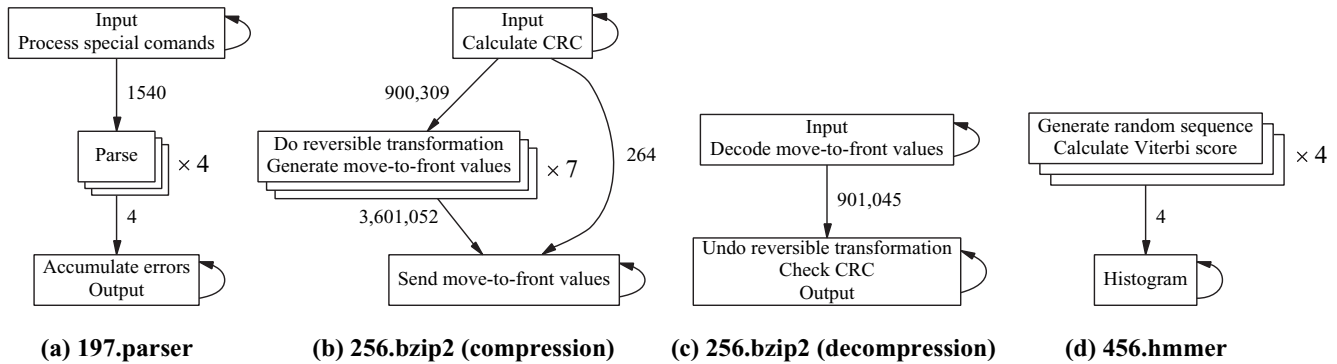 Input
Process special comands
1540
Parse
× 4
4
Accumulate errors
Output
(a) 197.parser
Input
Calculate CRC
900,309
Do reversible transformation
Generate move-to-front values
× 7
264
3,601,052
Send move-to-front values
(b) 256.bzip2 (compression)
Input
Decode move-to-front values
901,045
Undo reversible transformation
Check CRC
Output
(c) 256.bzip2 (decompression)
Generate random sequence
Calculate Viterbi score
× 4
4
Histogram
(d) 456.hmmer